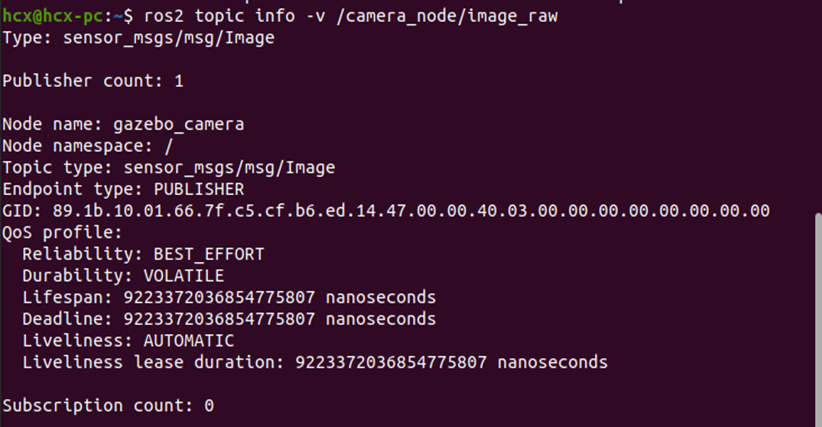 hcx@hcx-pc:~$ ros2 topic info -v /camera_node/image_raw
Type: sensor_msgs/msg/Image
Publisher count: 1
Node name: gazebo_camera
Node namespace: /
Topic type: sensor_msgs/msg/Image
Endpoint type: PUBLISHER
GID: 89.1b.10.01.66.7f.c5.cf.b6.ed.14.47.00.00.40.03.00.00.00.00.00.00.00.00
QoS profile:
  Reliability: BEST_EFFORT
  Durability: VOLATILE
  Lifespan: 9223372036854775807 nanoseconds
  Deadline: 9223372036854775807 nanoseconds
  Liveliness: AUTOMATIC
  Liveliness lease duration: 9223372036854775807 nanoseconds
Subscription count: 0